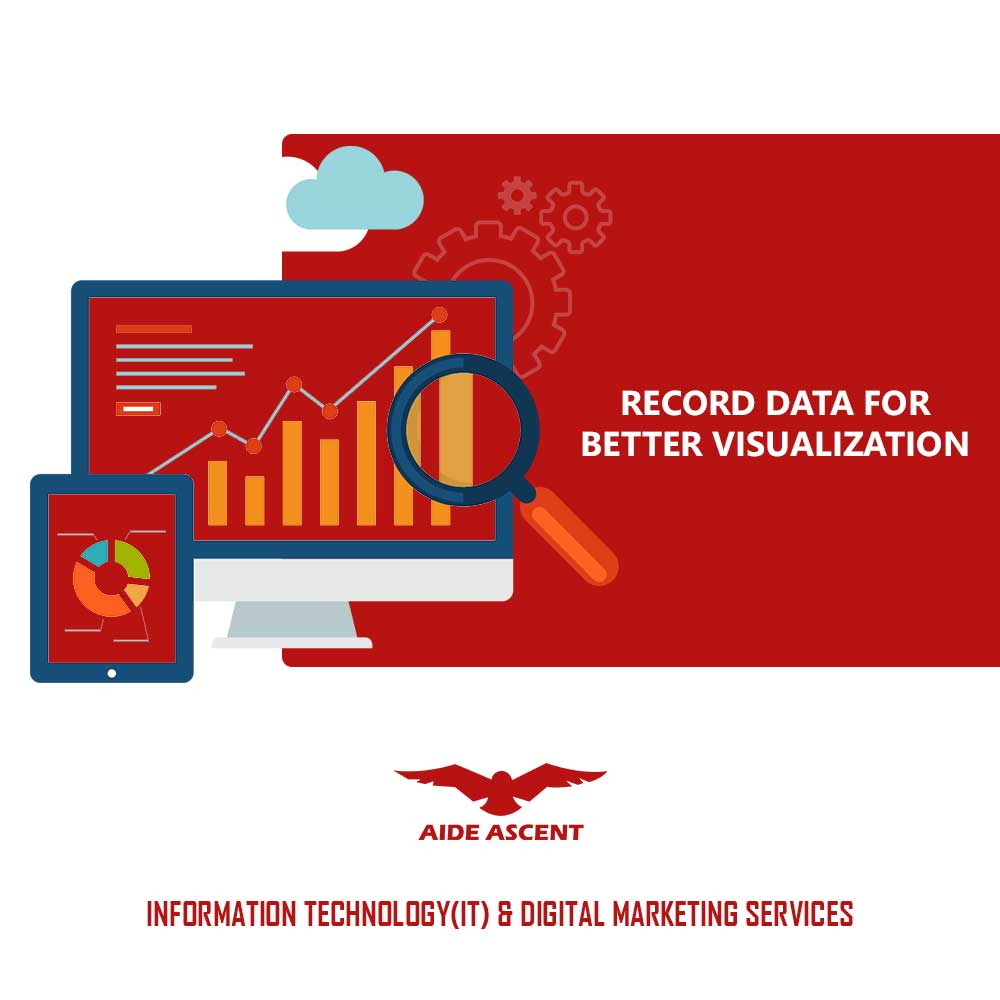 RECORD DATA FOR
BETTER VISUALIZATION
AIDE ASCENT
INFORMATION TECHNOLOGY(IT) & DIGITAL MARKETING SERVICES